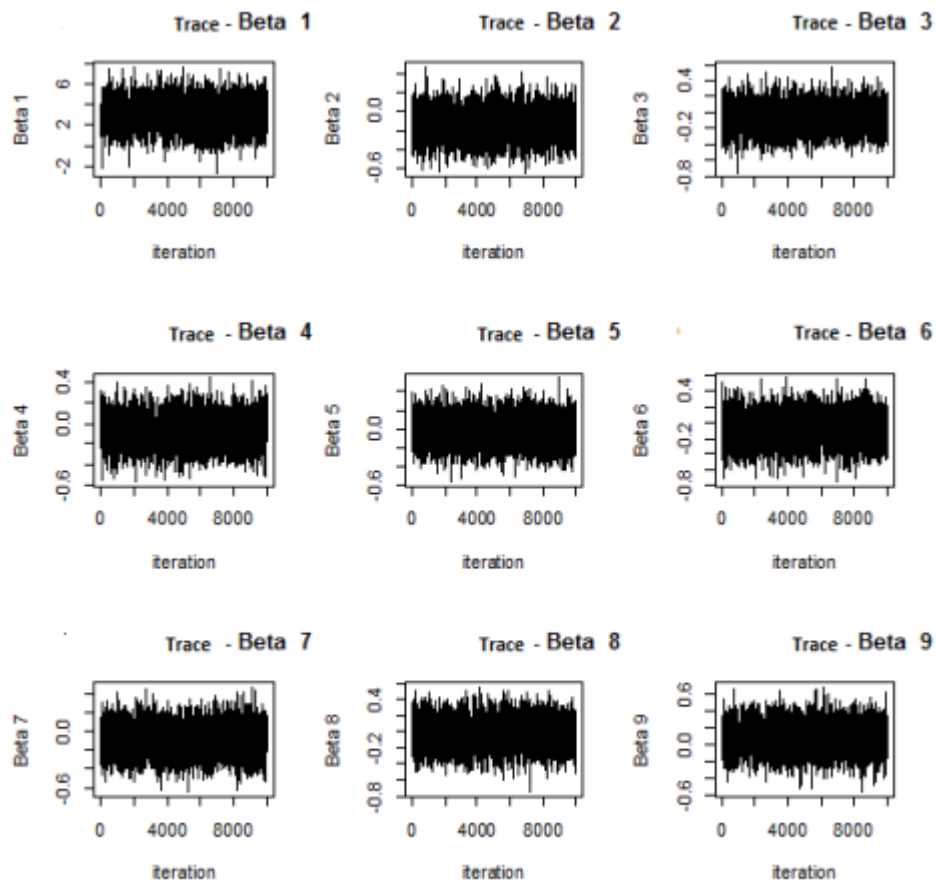 Trace - Beta 1
Trace - Beta 2
Trace - Beta 3
Beta 1
6
2
-2
0 4000 8000
iteration
Beta 2
0.0
-0.6
0 4000 8000
iteration
Beta 3
0.4
-0.2
-0.8
0 4000 8000
iteration
Trace - Beta 4
Trace - Beta 5
Trace - Beta 6
Beta 4
0.4
0.0
-0.6
0 4000 8000
iteration
Beta 5
0.0
-0.6
0 4000 8000
iteration
Beta 6
0.4
-0.2
-0.8
0 4000 8000
iteration
Trace - Beta 7
Trace - Beta 8
Trace - Beta 9
Beta 7
0.0
-0.6
0 4000 8000
iteration
Beta 8
0.4
-0.2
-0.8
0 4000 8000
iteration
Beta 9
0.6
0.0
-0.6
0 4000 8000
iteration